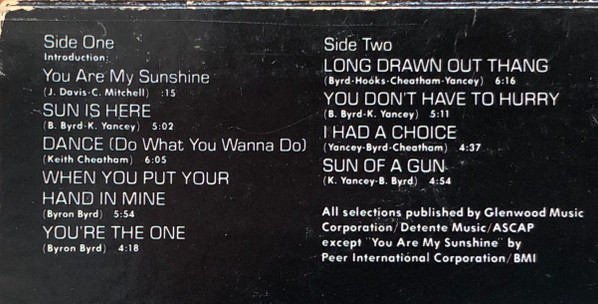 Side One
Introduction:
You Are My Sunshine
(J. Davis-C. Mitchell) :15
SUN IS HERE
(B. Byrd-K. Yancey) 5:02
DANCE (Do What You Wanna Do)
(Keith Cheatham) 6:05
WHEN YOU PUT YOUR
HAND IN MINE
(Byron Byrd) 5:54
YOU'RE THE ONE
(Byron Byrd) 4:18
Side Two
LONG DRAWN OUT THANG
(Byrd-Hooks-Cheatham-Yancey) 6:16
YOU DON'T HAVE TO HURRY
(B. Byrd-K. Yancey) 5:11
I HAD A CHOICE
(Yancey-Byrd-Cheatham) 4:37
SUN OF A GUN
(K. Yancey-B. Byrd) 4:54
All selections published by Glenwood Music
Corporation/Detente Music/ASCAP
except "You Are My Sunshine" by
Peer International Corporation/BMI